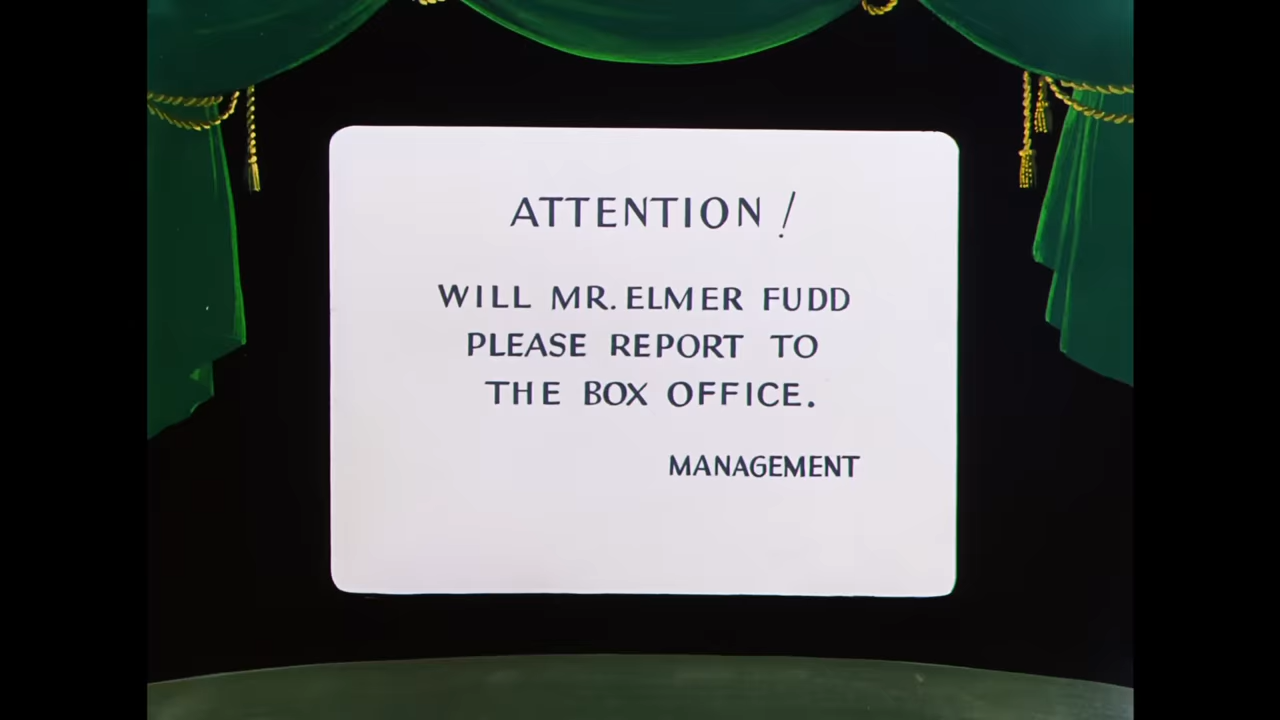 ATTENTION!
WILL MR. ELMER FUDD
PLEASE REPORT TO
THE BOX OFFICE.
MANAGEMENT